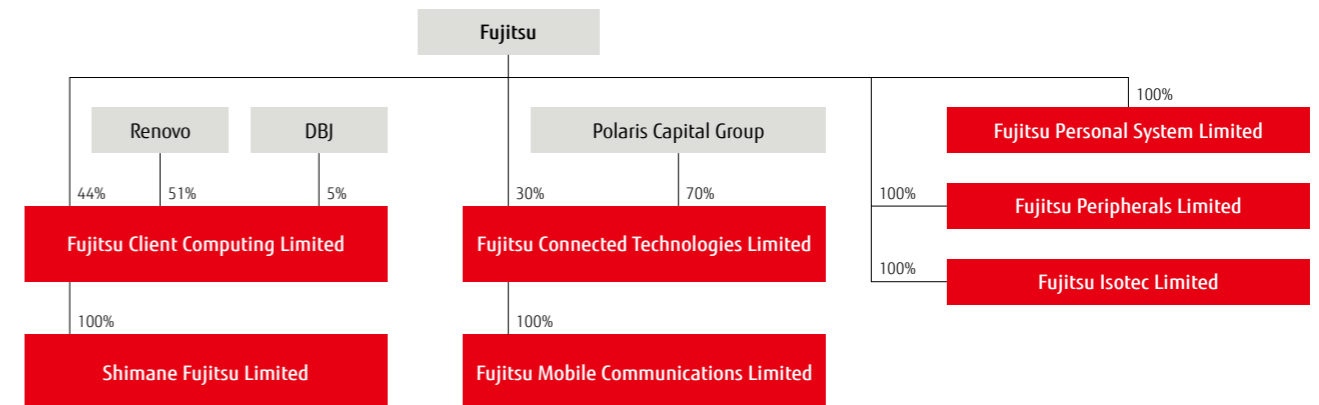 Fujitsu
100%
Renovo
DBJ
Polaris Capital Group
Fujitsu Personal System Limited
44%
51%
5%
30%
70%
100%
Fujitsu Peripherals Limited
Fujitsu Client Computing Limited
Fujitsu Connected Technologies Limited
100%
Fujitsu Isotec Limited
100%
100%
Shimane Fujitsu Limited
Fujitsu Mobile Communications Limited